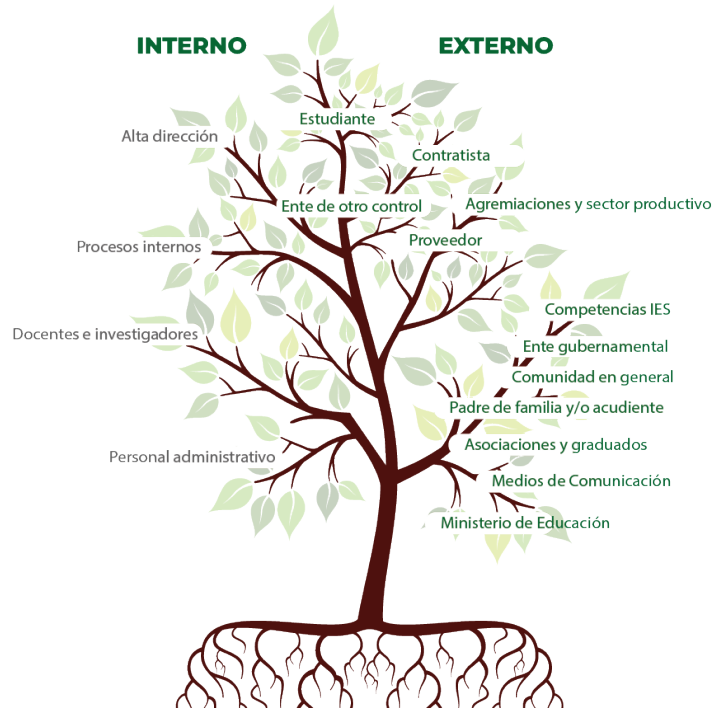 INTERNO
EXTERNO
Estudiante
Alta dirección
Contratista
Ente de otro control
Agremiaciones y sector productivo
Procesos internos
Proveedor
Competencias IES
Docentes e investigadores
Ente gubernamental
Comunidad en general
Padre de familia y/o acudiente
Asociaciones y graduados
Personal administrativo
Medios de Comunicación
Ministerio de Educación